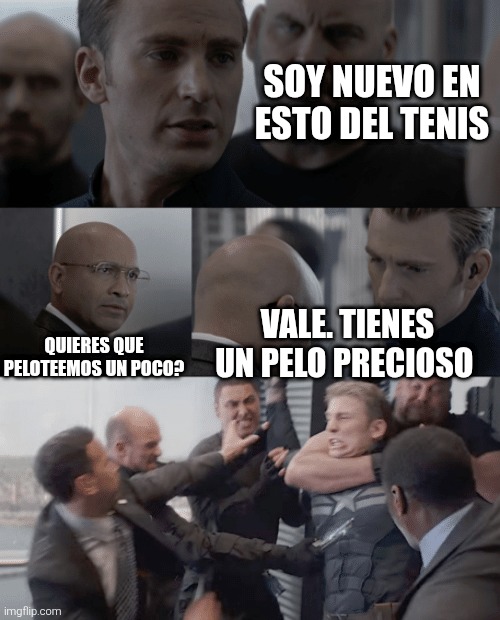 SOY NUEVO EN
ESTO DEL TENIS
QUIERES QUE
PELOTEEMOS UN POCO?
VALE. TIENES
UN PELO PRECIOSO
imgflip.com